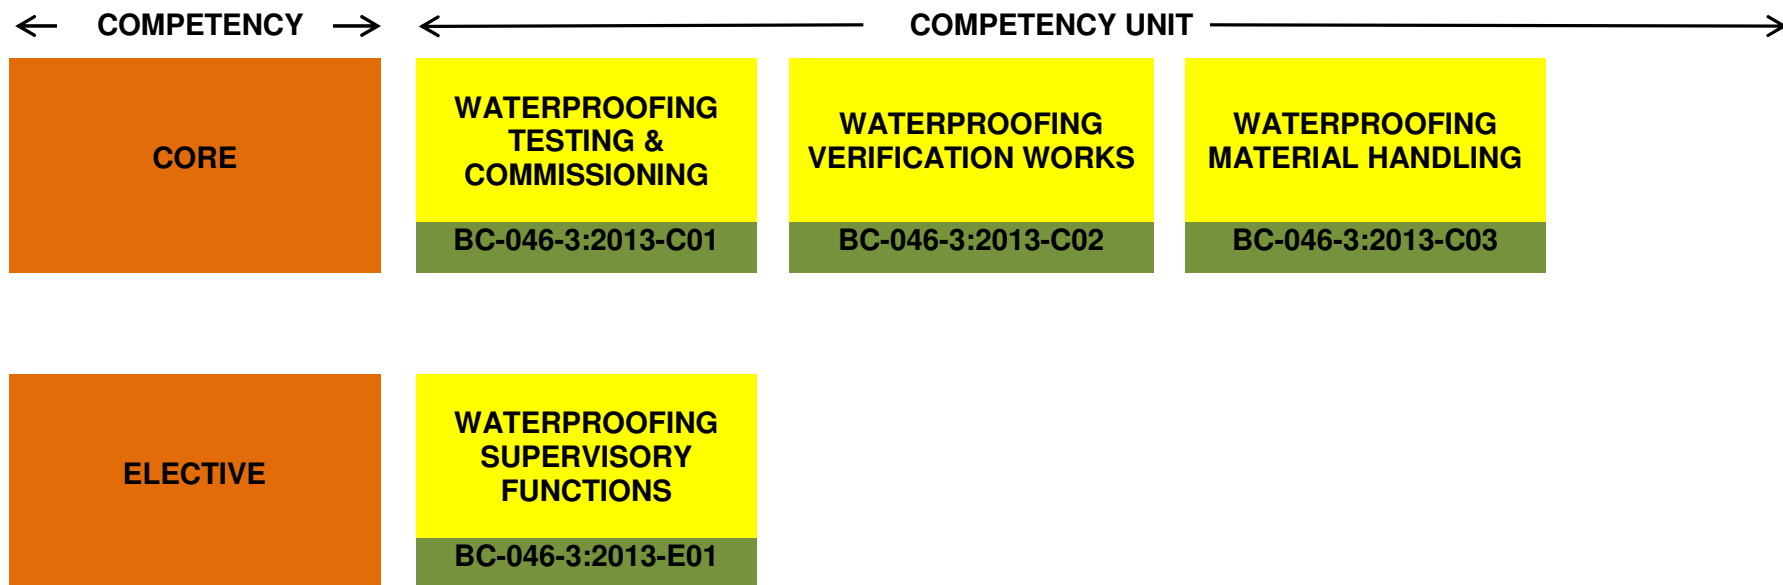 COMPETENCY
COMPETENCY UNIT
CORE
WATERPROOFING
TESTING &
COMMISSIONING
BC-046-3:2013-C01
WATERPROOFING
VERIFICATION WORKS
BC-046-3:2013-C02
WATERPROOFING
MATERIAL HANDLING
BC-046-3:2013-C03
ELECTIVE
WATERPROOFING
SUPERVISORY
FUNCTIONS
BC-046-3:2013-E01